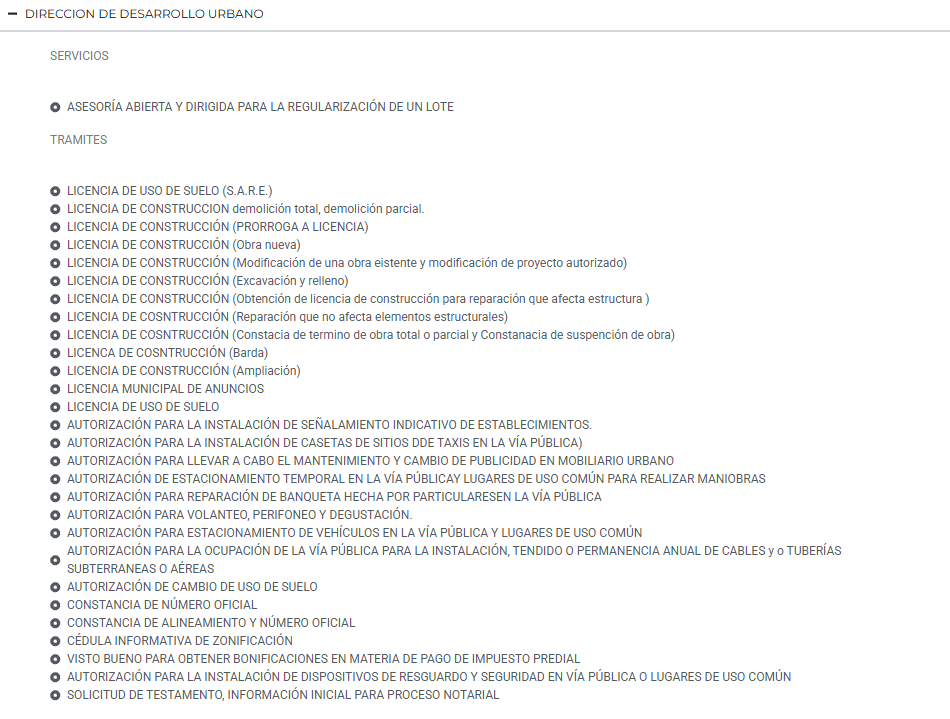 DIRECCION DE DESARROLLO URBANO
SERVICIOS
ASESORÍA ABIERTA Y DIRIGIDA PARA LA REGULARIZACIÓN DE UN LOTE
TRAMITES
LICENCIA DE USO DE SUELO (S.A.R.E.)
LICENCIA DE CONSTRUCCION demolición total, demolición parcial.
LICENCIA DE CONSTRUCCIÓN (PRORROGA A LICENCIA)
LICENCIA DE CONSTRUCCIÓN (Obra nueva)
LICENCIA DE CONSTRUCCIÓN (Modificación de una obra eistente y modificación de proyecto autorizado)
LICENCIA DE CONSTRUCCIÓN (Excavación y relleno)
LICENCIA DE CONSTRUCCIÓN (Obtención de licencia de construcción para reparación que afecta estructura )
LICENCIA DE COSNTRUCCIÓN (Reparación que no afecta elementos estructurales)
LICENCIA DE COSNTRUCCIÓN (Constacia de termino de obra total o parcial y Constanacia de suspención de obra)
LICENCA DE COSNTRUCCIÓN (Barda)
LICENCIA DE CONSTRUCCIÓN (Ampliación)
LICENCIA MUNICIPAL DE ANUNCIOS
LICENCIA DE USO DE SUELO
AUTORIZACIÓN PARA LA INSTALACIÓN DE SEÑALAMIENTO INDICATIVO DE ESTABLECIMIENTOS.
AUTORIZACIÓN PARA LA INSTALACIÓN DE CASETAS DE SITIOS DDE TAXIS EN LA VÍA PÚBLICA)
AUTORIZACIÓN PARA LLEVAR A CABO EL MANTENIMIENTO Y CAMBIO DE PUBLICIDAD EN MOBILIARIO URBANO
AUTORIZACIÓN DE ESTACIONAMIENTO TEMPORAL EN LA VÍA PÚBLICAY LUGARES DE USO COMÚN PARA REALIZAR MANIOBRAS
AUTORIZACIÓN PARA REPARACIÓN DE BANQUETA HECHA POR PARTICULARESEN LA VÍA PÚBLICA
AUTORIZACIÓN PARA VOLANTEO, PERIFONEO Y DEGUSTACIÓN.
AUTORIZACIÓN PARA ESTACIONAMIENTO DE VEHÍCULOS EN LA VÍA PÚBLICA Y LUGARES DE USO COMÚN
AUTORIZACIÓN PARA LA OCUPACIÓN DE LA VÍA PÚBLICA PARA LA INSTALACIÓN, TENDIDO O PERMANENCIA ANUAL DE CABLES y o TUBERÍAS
SUBTERRANEAS O AÉREAS
AUTORIZACIÓN DE CAMBIO DE USO DE SUELO
CONSTANCIA DE NÚMERO OFICIAL
CONSTANCIA DE ALINEAMIENTO Y NÚMERO OFICIAL
CÉDULA INFORMATIVA DE ZONIFICACIÓN
VISTO BUENO PARA OBTENER BONIFICACIONES EN MATERIA DE PAGO DE IMPUESTO PREDIAL
AUTORIZACIÓN PARA LA INSTALACIÓN DE DISPOSITIVOS DE RESGUARDO Y SEGURIDAD EN VÍA PÚBLICA O LUGARES DE USO COMÚN
SOLICITUD DE TESTAMENTO, INFORMACIÓN INICIAL PARA PROCESO NOTARIAL